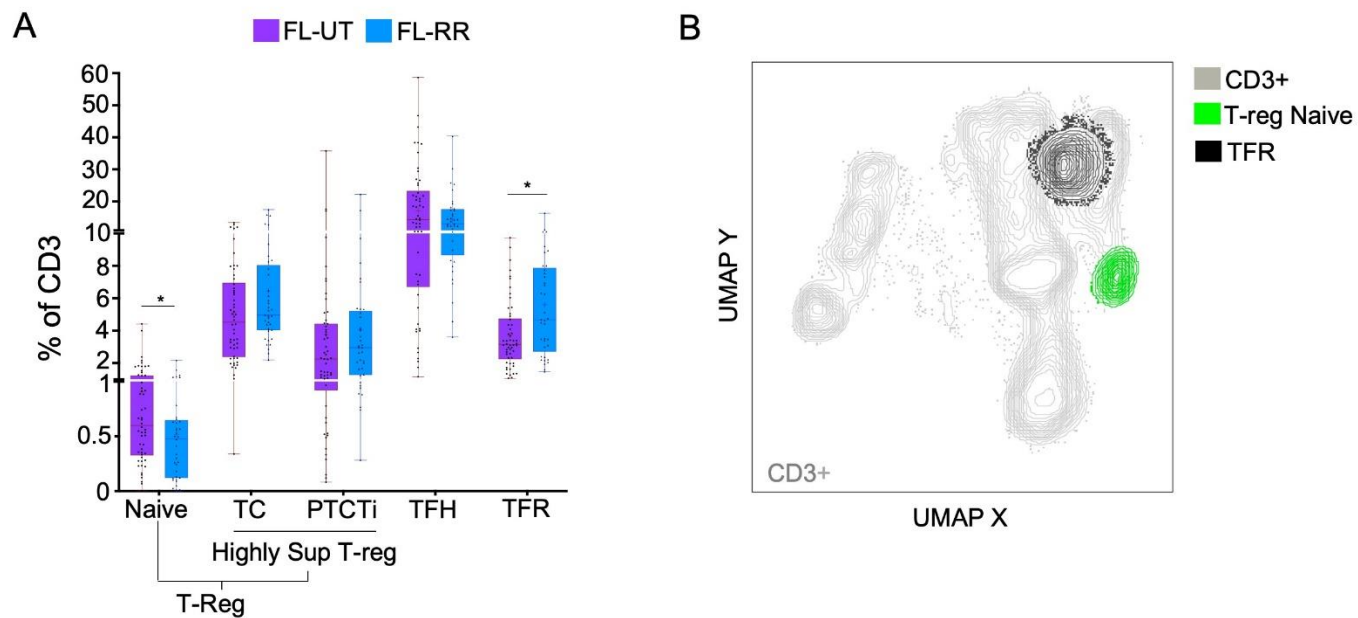 A
FL-UT FL-RR
% of CD3
60
50
40
30
20
10
8
6
4
2
1
0.5
0
*
*
Naive TC PTCTi TFH TFR
Highly Sup T-reg
T-Reg
B
CD3+
T-reg Naive
TFR
UMAP Y
CD3+
UMAP X